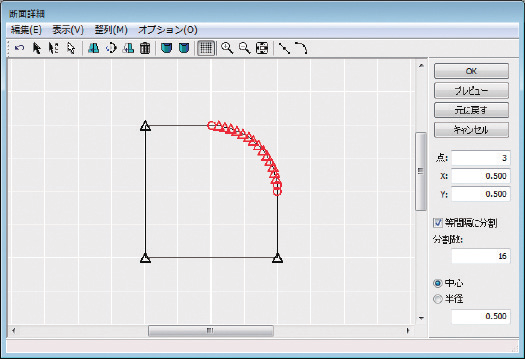 断面詳細
編集(E) 表示(V) 整列(M) オプション(O)
OK
プレビュー
元に戻す
キャンセル
点: 3
X: 0.500
Y: 0.500
等間隔に分割
分割数:
16
中心
半径
0.500